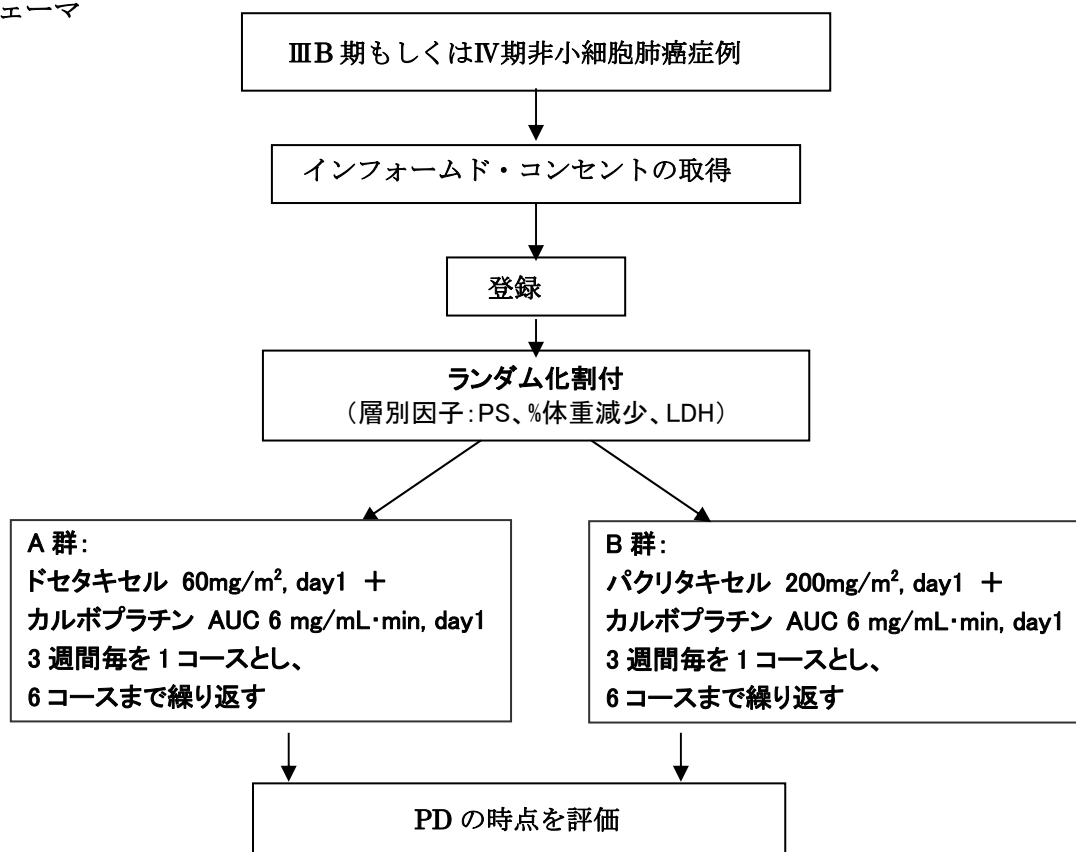 ェーマ
ⅢB 期もしくはⅣ期非小細胞肺癌症例
インフォームド・コンセントの取得
登録
ランダム化割付
（層別因子：PS、%体重減少、LDH）
A 群：
ドセタキセル 60mg/m², day1 ＋
カルボプラチン AUC 6 mg/mL･min, day1
3 週間毎を 1 コースとし、
6 コースまで繰り返す
B 群：
パクリタキセル 200mg/m², day1 ＋
カルボプラチン AUC 6 mg/mL･min, day1
3 週間毎を 1 コースとし、
6 コースまで繰り返す
PD の時点を評価